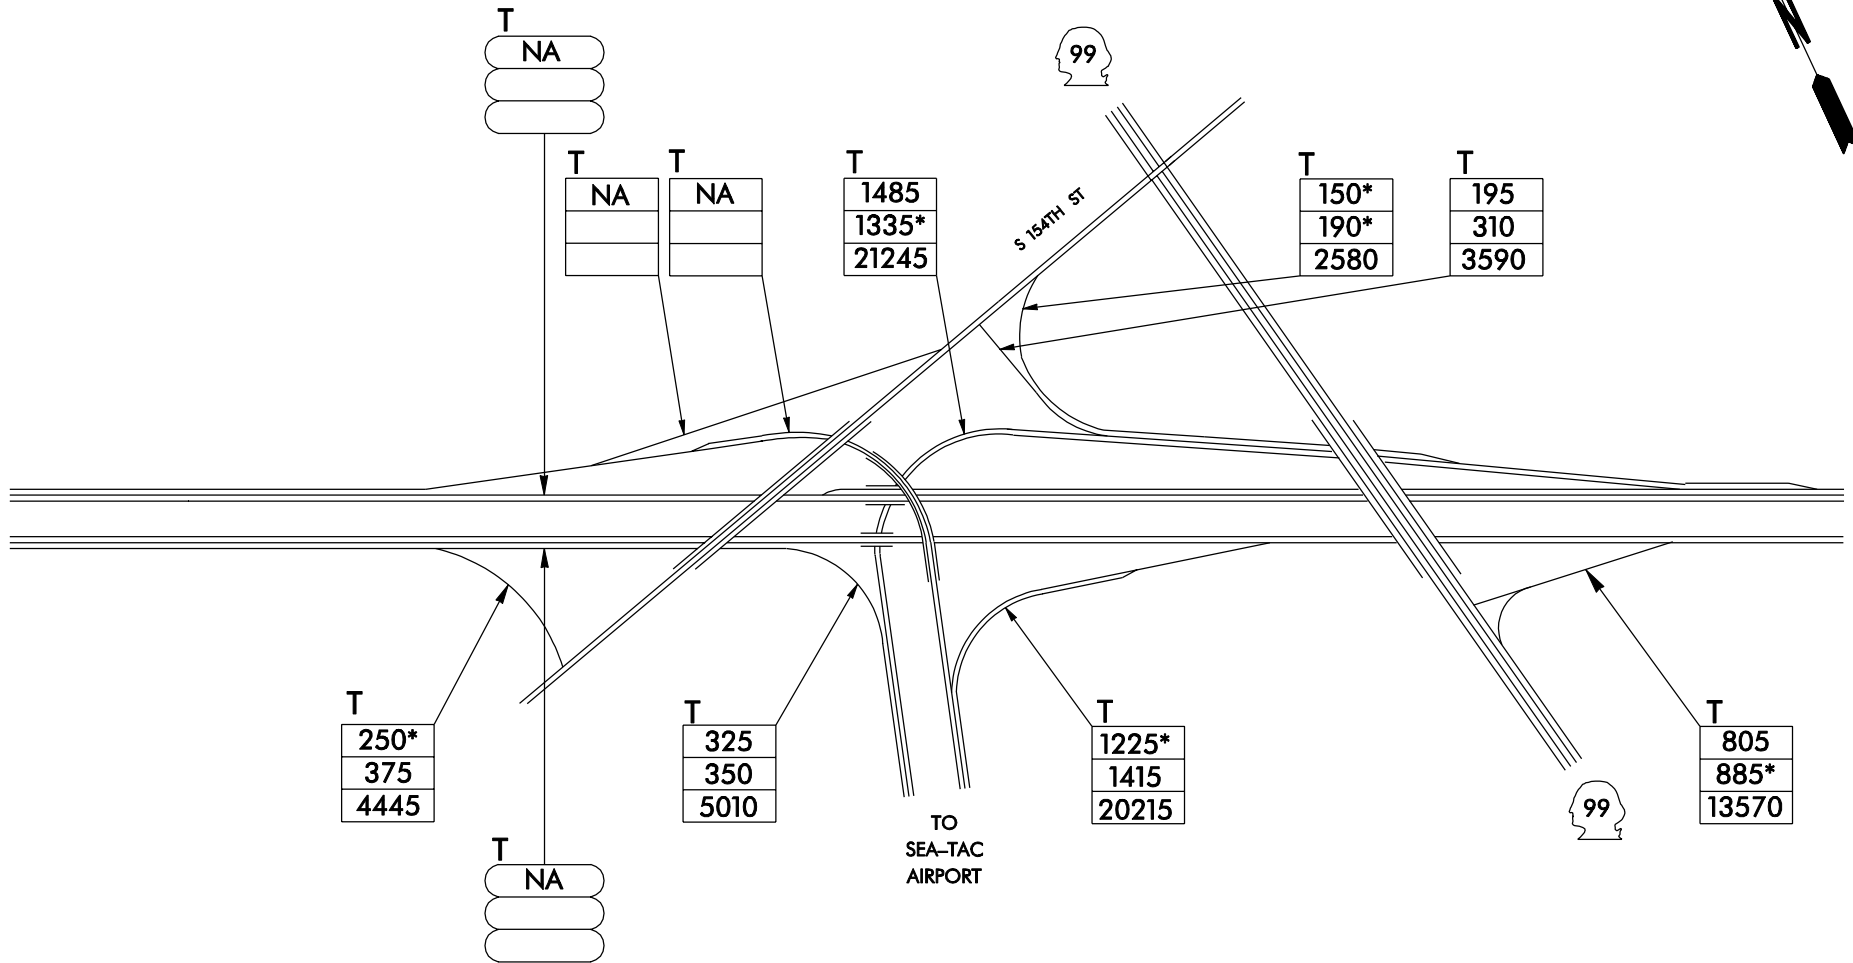 T
NA
99
N
T
NA
T
NA
T
1485
1335*
21245
S 154TH ST
T
150*
190*
2580
T
195
310
3590
T
250*
375
4445
T
325
350
5010
T
1225*
1415
20215
T
805
885*
13570
TO
SEA–TAC
AIRPORT
99
T
NA